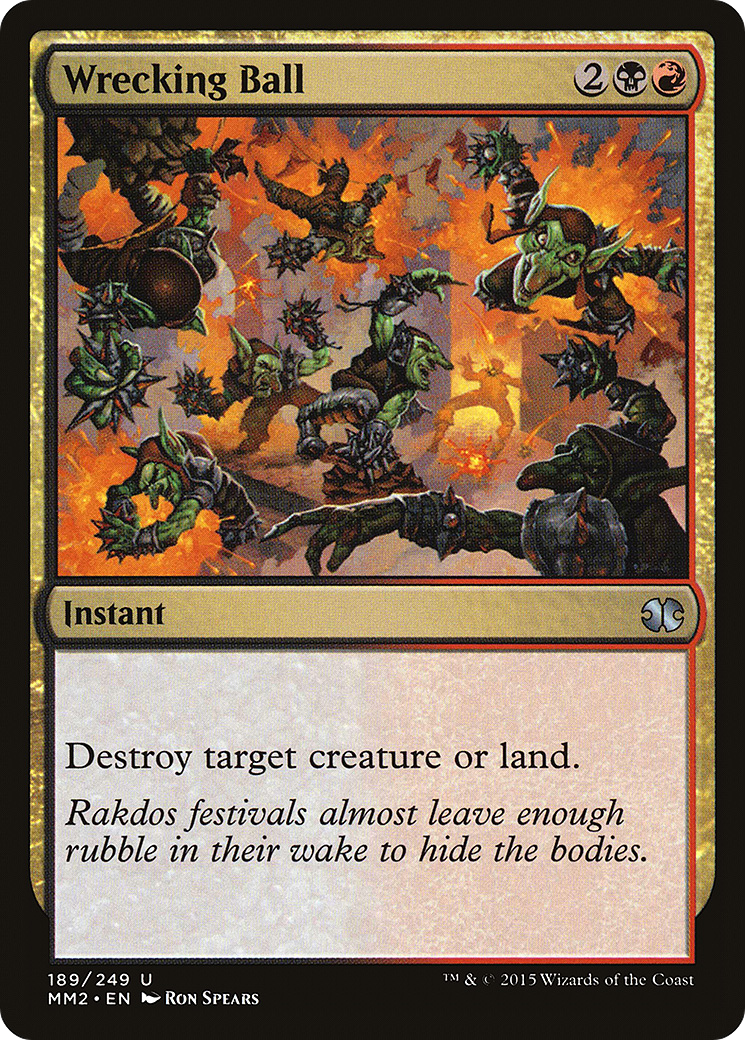 Wrecking Ball 2
Instant
Destroy target creature or land.
Rakdos festivals almost leave enough
rubble in their wake to hide the bodies.
189/249 U
™ & © 2015 Wizards of the Coast
MM2 • EN Ron Spears